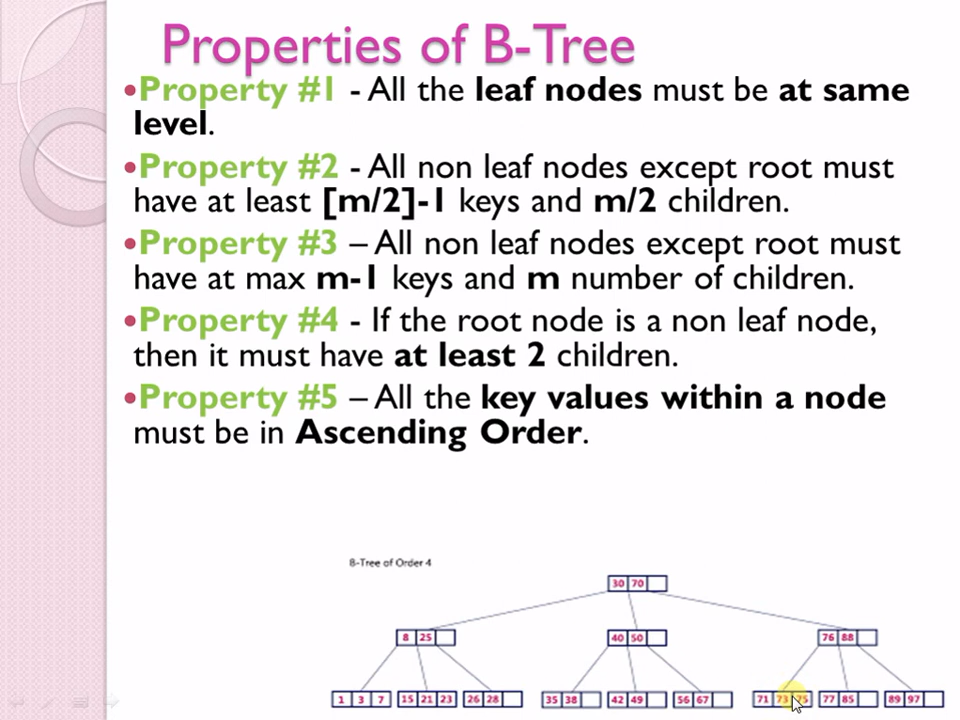 Properties of B-Tree
•Property #1 - All the leaf nodes must be at same
level.
•Property #2 - All non leaf nodes except root must
have at least [m/2]-1 keys and m/2 children.
•Property #3 – All non leaf nodes except root must
have at max m-1 keys and m number of children.
•Property #4 - If the root node is a non leaf node,
then it must have at least 2 children.
•Property #5 – All the key values within a node
must be in Ascending Order.
B-Tree of Order 4
30 70
8 25 40 50 76 88
1 3 7 15 21 23 26 28 35 38 42 49 56 67 71 73 75 77 85 89 97